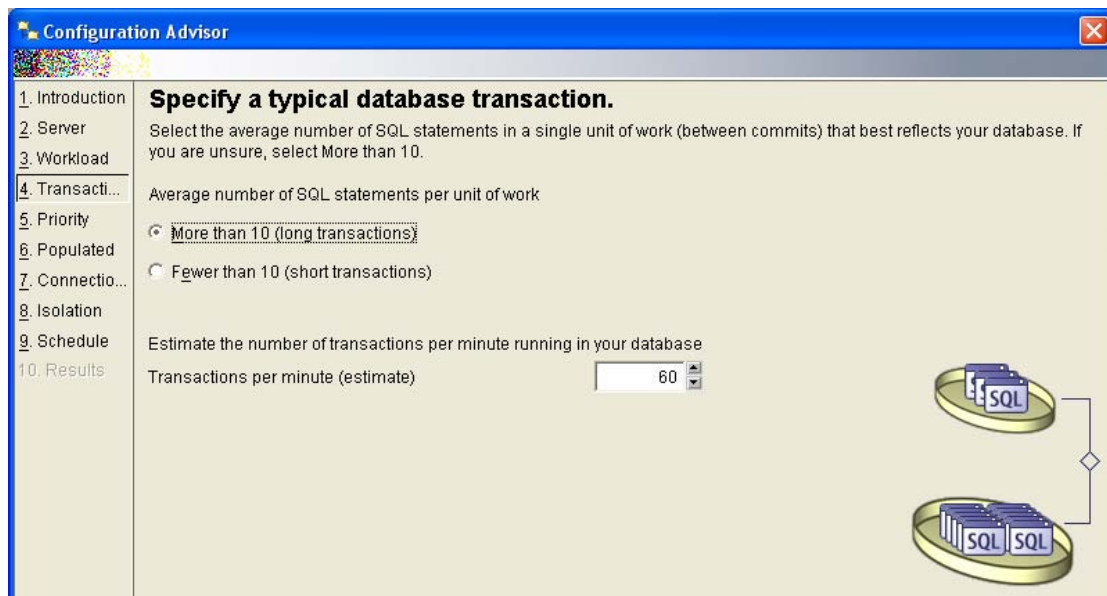 Configuration Advisor
1. Introduction
2. Server
3. Workload
4. Transacti...
5. Priority
6. Populated
7. Connectio...
8. Isolation
9. Schedule
10. Results
Specify a typical database transaction.
Select the average number of SQL statements in a single unit of work (between commits) that best reflects your database. If
you are unsure, select More than 10.
Average number of SQL statements per unit of work
More than 10 (long transactions)
Fewer than 10 (short transactions)
Estimate the number of transactions per minute running in your database
Transactions per minute (estimate) 60
SQL
SQL SQL